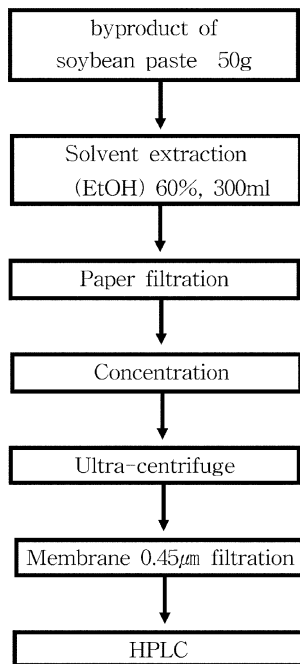 byproduct of
soybean paste 50g
Solvent extraction
(EtOH) 60%, 300ml
Paper filtration
Concentration
Ultra-centrifuge
Membrane 0.45㎛ filtration
HPLC